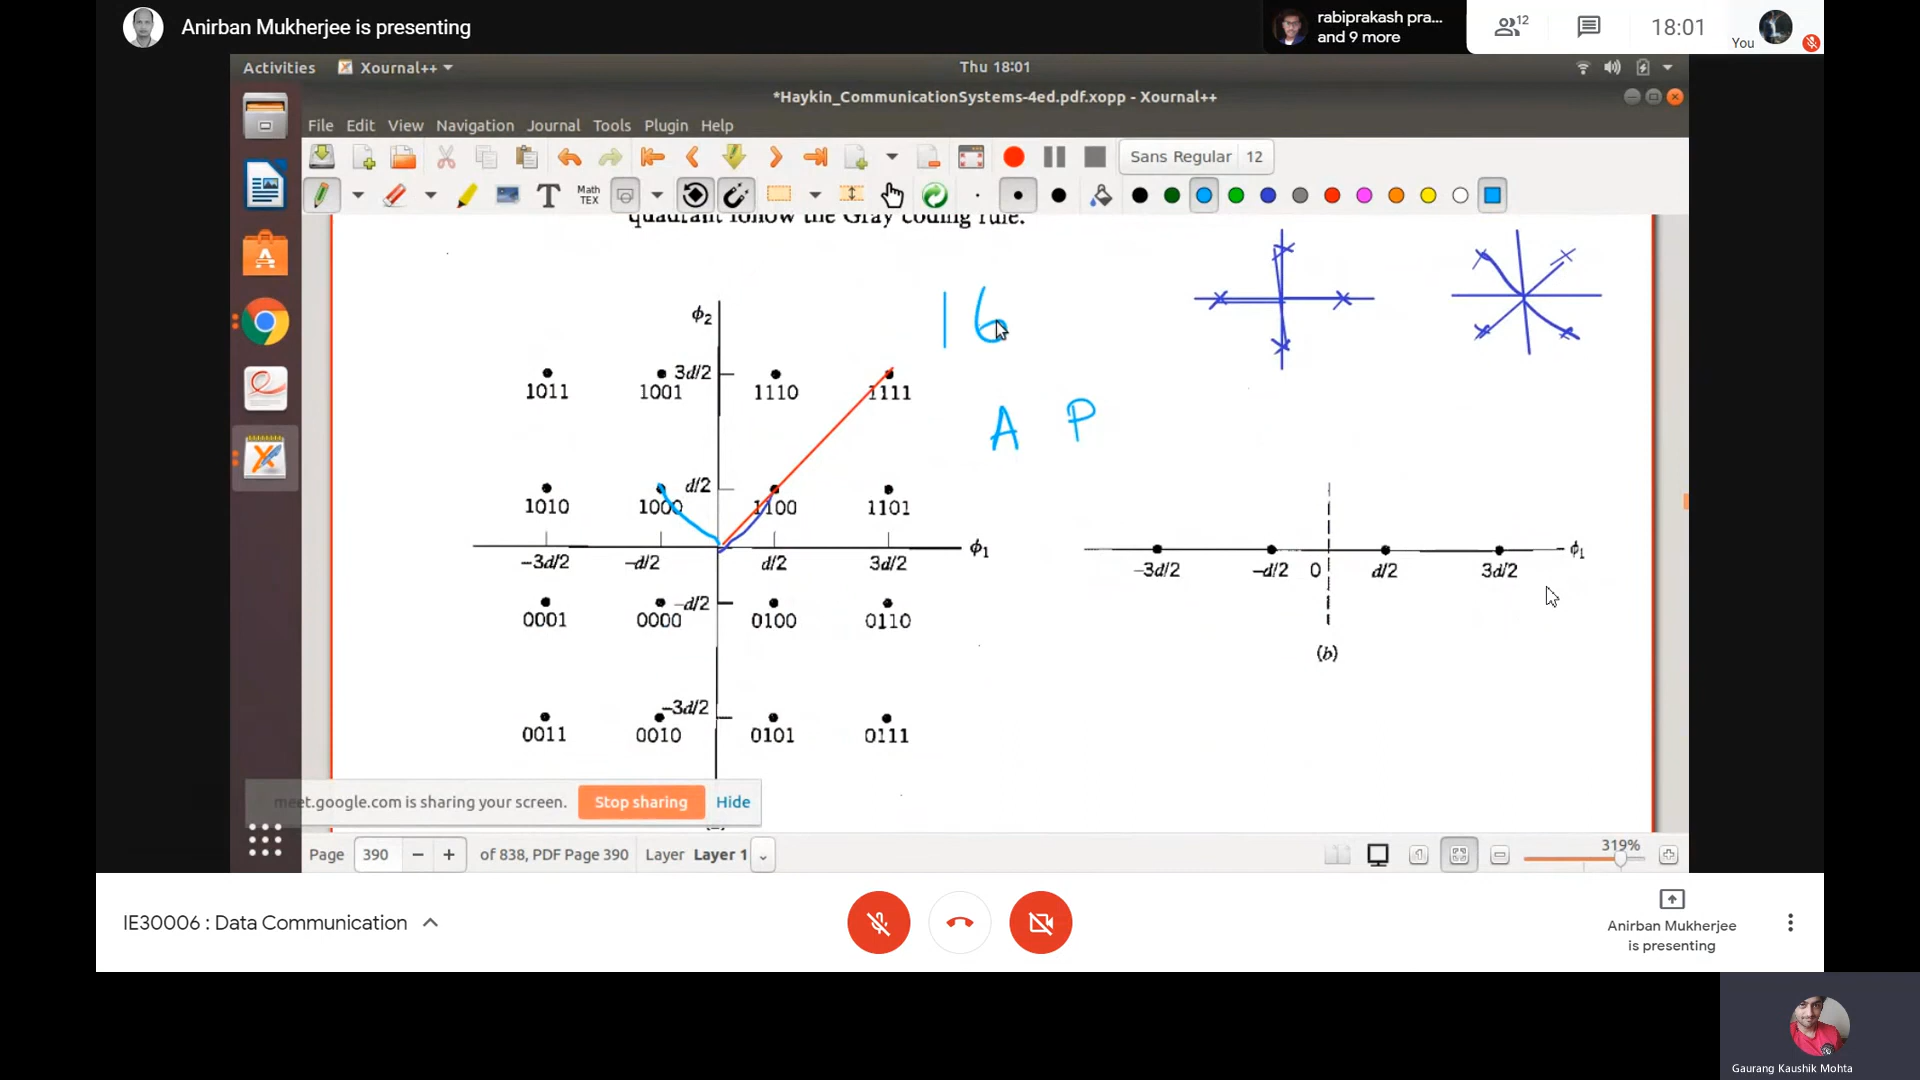 Anirban Mukherjee is presenting
rabiprakash pra...
and 9 more
12
18:01
You
Activities
Xournal++
Thu 18:01
*Haykin_CommunicationSystems-4ed.pdf.xopp - Xournal++
File Edit View Navigation Journal Tools Plugin Help
Sans Regular 12
Math
TEX
quadrant follow the Gray coding rule.
16
A P
ϕ2
3d/2
1011 1001 1110 1111
d/2
1010 1000 1100 1101
ϕ1
-3d/2 -d/2 d/2 3d/2
-d/2
0001 0000 0100 0110
-3d/2
0011 0010 0101 0111
ϕ1
-3d/2 -d/2 0 d/2 3d/2
(b)
meet.google.com is sharing your screen. Stop sharing Hide
Page 390 − + of 838, PDF Page 390 Layer Layer 1
319%
IE30006 : Data Communication
Anirban Mukherjee
is presenting
Gaurang Kaushik Mohta